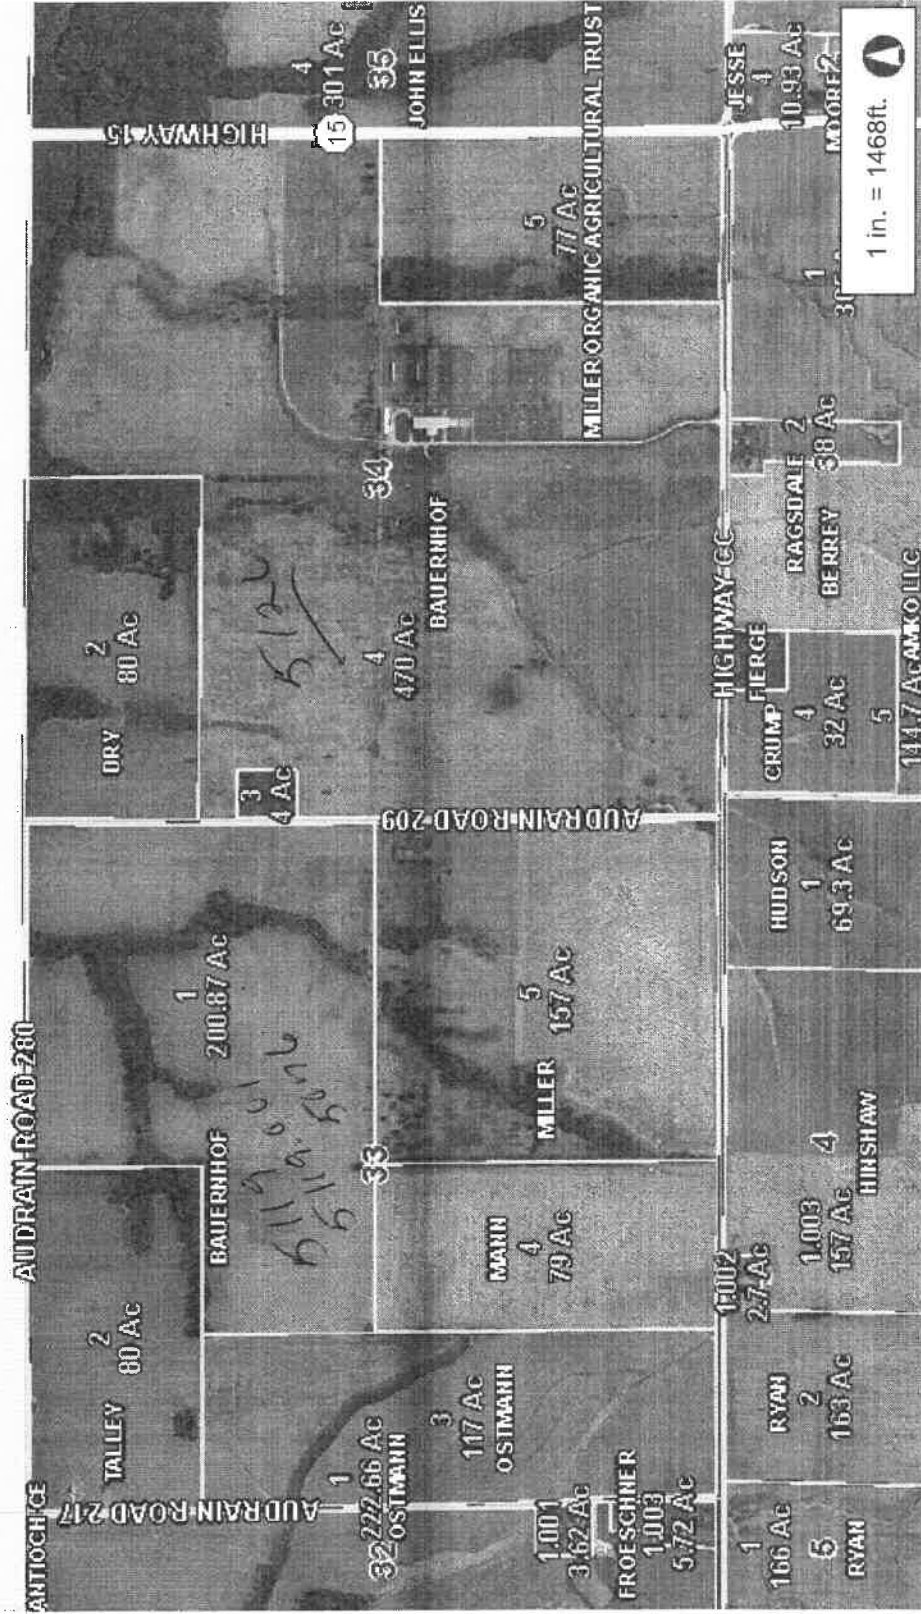 ANTIOCH CE
AUDRAIN ROAD 280
TALLEY
2
80 Ac
AUDRAIN ROAD 217
BAUERNHOF
1
200.87 Ac
5119.01
33
DRY
2
80 Ac
3
4 Ac
512
4
470 Ac
BAUERNHOF
34
HIGHWAY 15
15
4
301 Ac
35
JOHN ELLIS
1
222.66 Ac
32
OSTMANN
3
117 Ac
OSTMANN
MANN
4
79 Ac
MILLER
5
157 Ac
AUDRAIN ROAD 209
5
77 Ac
MILLER ORGANIC AGRICULTURAL TRUST
1.001
3.62 Ac
FROESCHNER
1.003
5.72 Ac
HIGHWAY CC
1
166 Ac
5
RYAN
RYAN
2
163 Ac
1.002
2.7 Ac
1.003
157 Ac
4
HINSHAW
HUDSON
1
69.3 Ac
CRUMP
FIERGE
4
32 Ac
5
144.7 Ac AMKO LLC
RAGSDALE
2
38 Ac
BERREY
1
JESSE
4
10.93 Ac
MOORE 2
1 in. = 1468ft.